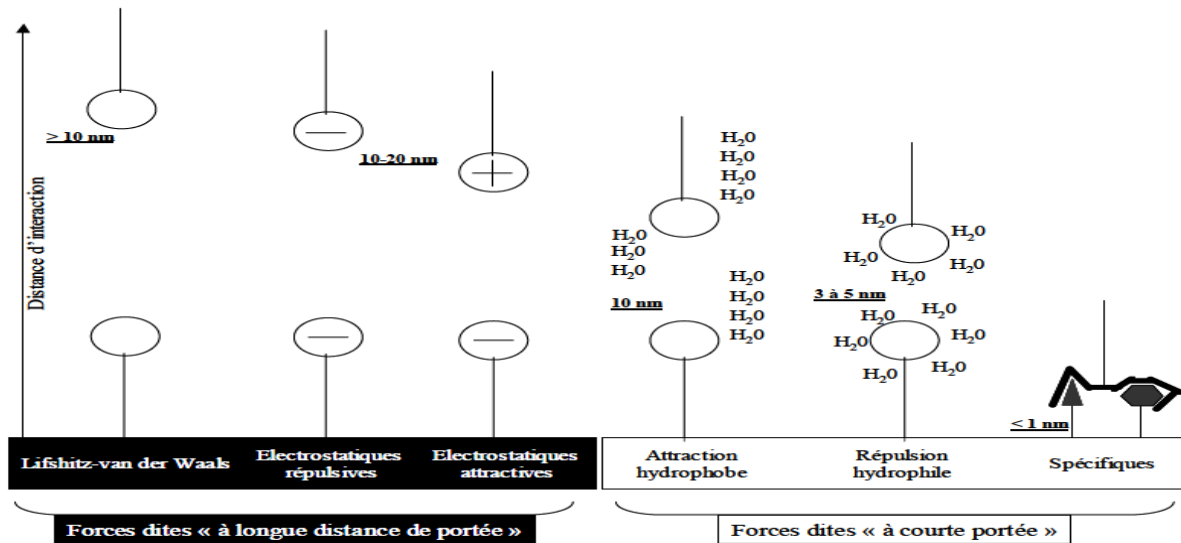 Distance d'interaction
≥ 10 nm
10-20 nm
H₂0
H₂0
H₂0
H₂0
H₂0
H₂0
H₂0
10 nm
H₂0
H₂0
H₂0
H₂0
H₂0
H₂0
H₂0
H₂0
H₂0
3 à 5 nm
H₂0
H₂0
H₂0
H₂0
H₂0
H₂0
< 1 nm
Lifshitz-van der Waals
Electrostatiques
répulsives
Electrostatiques
attractives
Attraction
hydrophobe
Répulsion
hydrophile
Spécifiques
Forces dites « à longue distance de portée »
Forces dites « à courte portée »